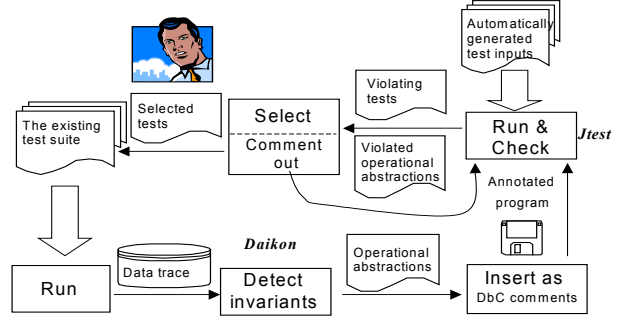 Automatically
generated
test inputs
Violating
tests
Selected
tests
Select
Comment
out
The existing
test suite
Run &
Check
Jtest
Violated
operational
abstractions
Annotated
program
Daikon
Run
Data trace
Detect
invariants
Operational
abstractions
Insert as
DbC comments